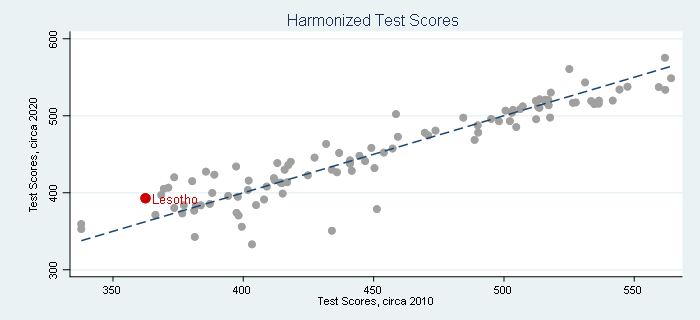 Harmonized Test Scores
Test Scores, circa 2020
600
500
400
300
Lesotho
350
400
450
500
550
Test Scores, circa 2010